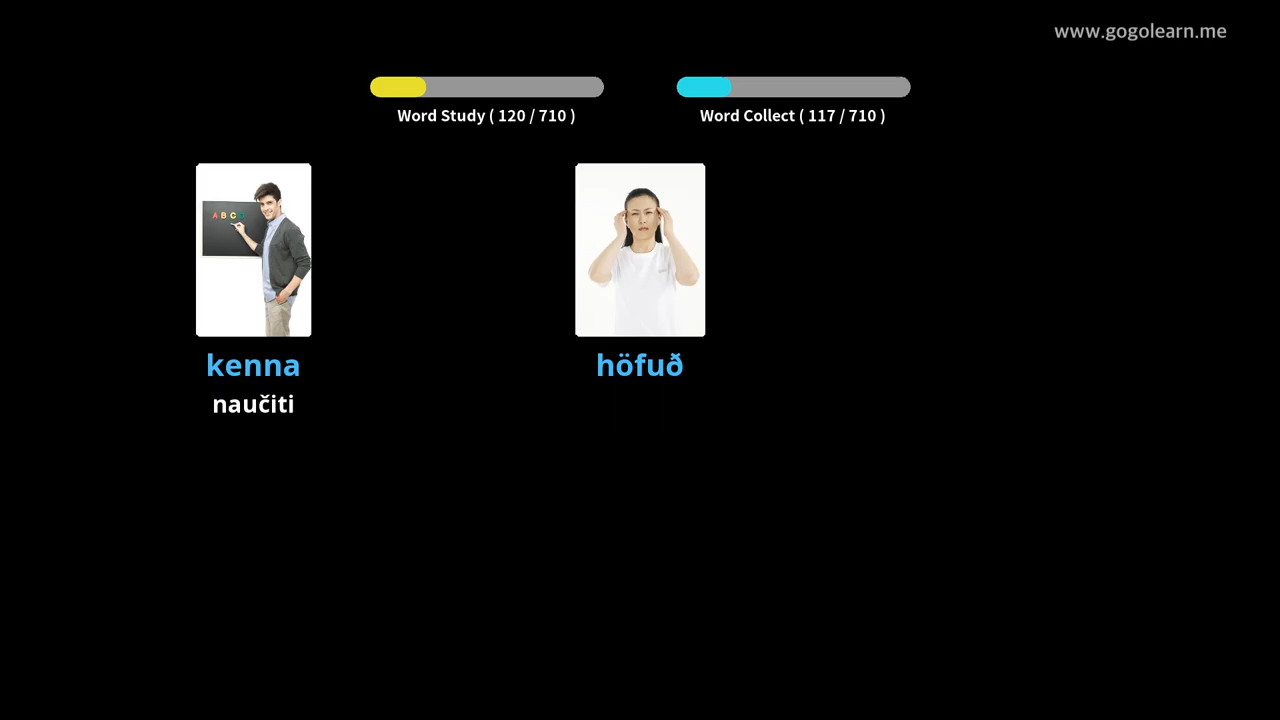 www.gogolearn.me
Word Study ( 120 / 710 )
Word Collect ( 117 / 710 )
A B C D
kenna
höfuð
naučiti